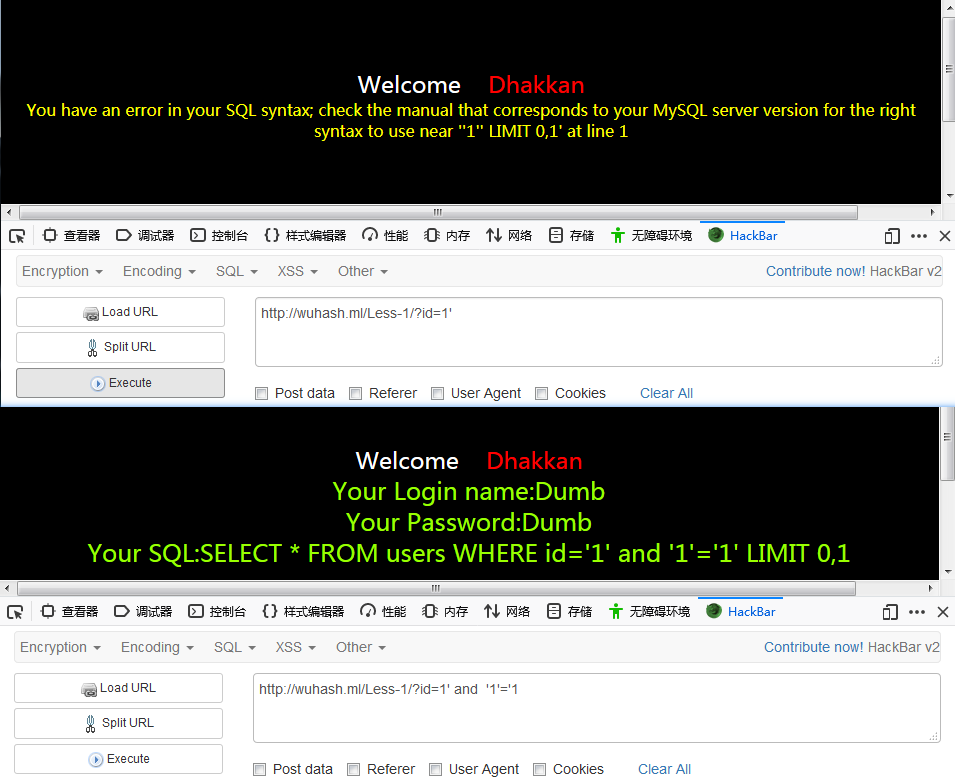 Welcome Dhakkan
You have an error in your SQL syntax; check the manual that corresponds to your MySQL server version for the right
syntax to use near ''1'' LIMIT 0,1' at line 1
查看器 调试器 控制台 样式编辑器 性能 内存 网络 存储 无障碍环境 HackBar
Encryption Encoding SQL XSS Other Contribute now! HackBar v2
Load URL http://wuhash.ml/Less-1/?id=1'
Split URL
Execute
Post data Referer User Agent Cookies Clear All
Welcome Dhakkan
Your Login name:Dumb
Your Password:Dumb
Your SQL:SELECT * FROM users WHERE id='1' and '1'='1' LIMIT 0,1
查看器 调试器 控制台 样式编辑器 性能 内存 网络 存储 无障碍环境 HackBar
Encryption Encoding SQL XSS Other Contribute now! HackBar v2
Load URL http://wuhash.ml/Less-1/?id=1' and  '1'='1
Split URL
Execute
Post data Referer User Agent Cookies Clear All